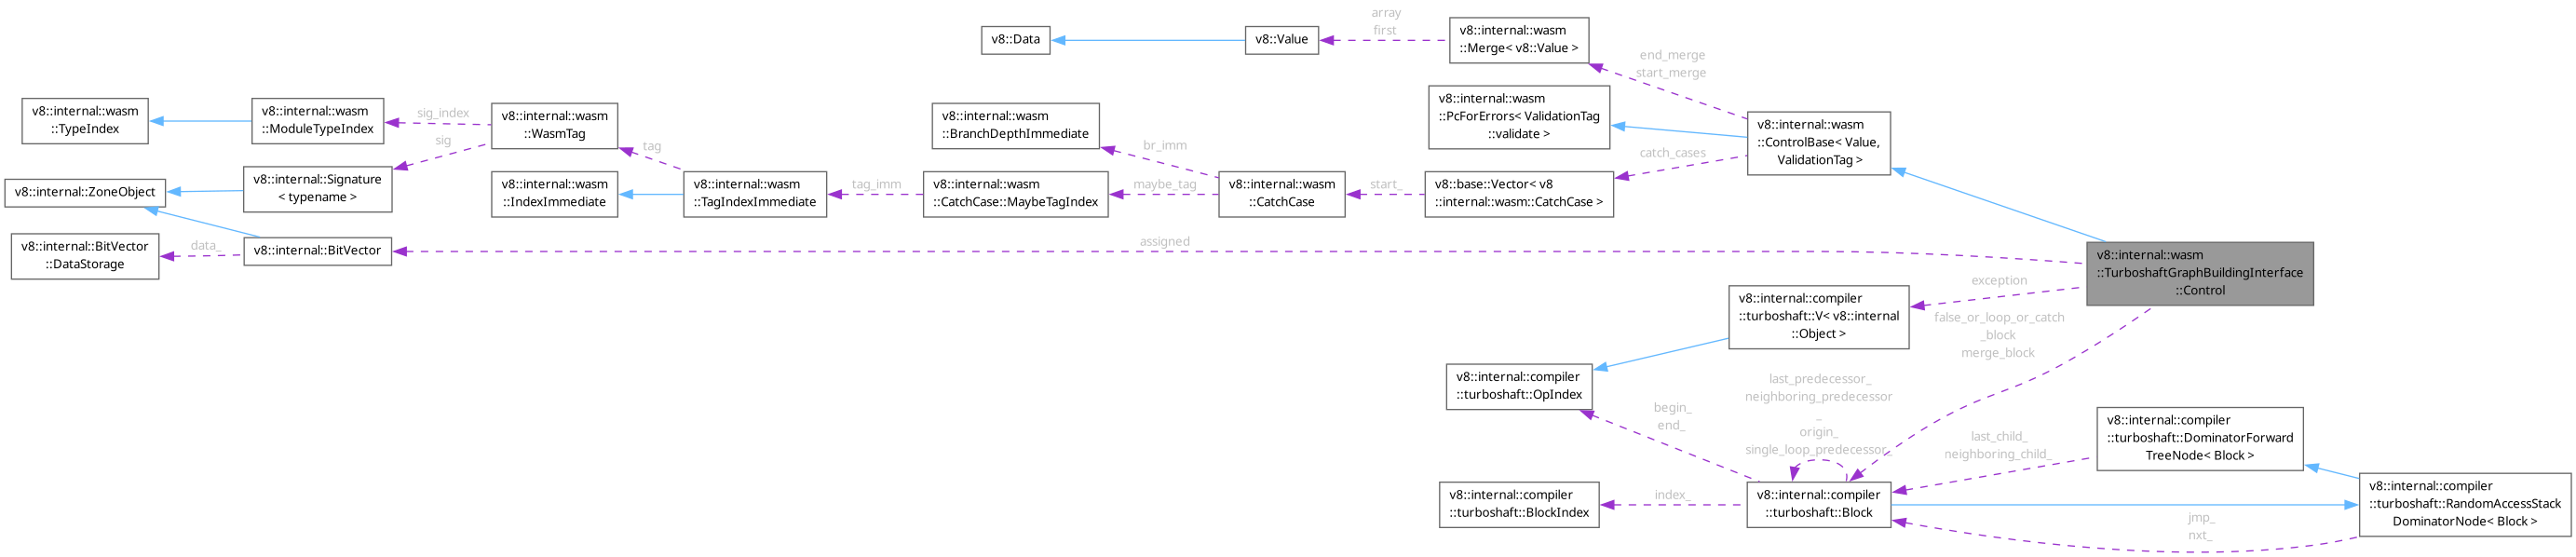 array
first
v8::Data
v8::Value
v8::internal::wasm
::Merge< v8::Value >
end_merge
start_merge
v8::internal::wasm
::TypeIndex
v8::internal::wasm
::ModuleTypeIndex
sig_index
v8::internal::wasm
::WasmTag
sig
tag
v8::internal::wasm
::BranchDepthImmediate
br_imm
v8::internal::wasm
::PcForErrors< ValidationTag
::validate >
v8::internal::wasm
::ControlBase< Value,
ValidationTag >
catch_cases
v8::internal::ZoneObject
v8::internal::Signature
< typename >
v8::internal::wasm
::IndexImmediate
v8::internal::wasm
::TagIndexImmediate
tag_imm
v8::internal::wasm
::CatchCase::MaybeTagIndex
maybe_tag
v8::internal::wasm
::CatchCase
start_
v8::base::Vector< v8
::internal::wasm::CatchCase >
v8::internal::BitVector
::DataStorage
data_
v8::internal::BitVector
assigned
v8::internal::wasm
::TurboshaftGraphBuildingInterface
::Control
exception
v8::internal::compiler
::turboshaft::V< v8::internal
::Object >
false_or_loop_or_catch
_block
merge_block
v8::internal::compiler
::turboshaft::OpIndex
begin_
end_
last_predecessor_
neighboring_predecessor
_
origin_
single_loop_predecessor_
last_child_
neighboring_child_
v8::internal::compiler
::turboshaft::DominatorForward
TreeNode< Block >
v8::internal::compiler
::turboshaft::BlockIndex
index_
v8::internal::compiler
::turboshaft::Block
v8::internal::compiler
::turboshaft::RandomAccessStack
DominatorNode< Block >
jmp_
nxt_